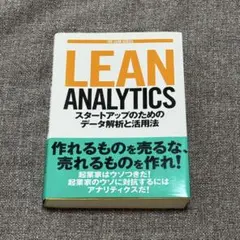 LEAN
ANALYTICS
スタートアップのための
データ解析と活用法
作れるものを売るな、
売れるものを作れ！
起業家はウソつきだ！
起業家のウソに対抗するには
アナリティクスだ！